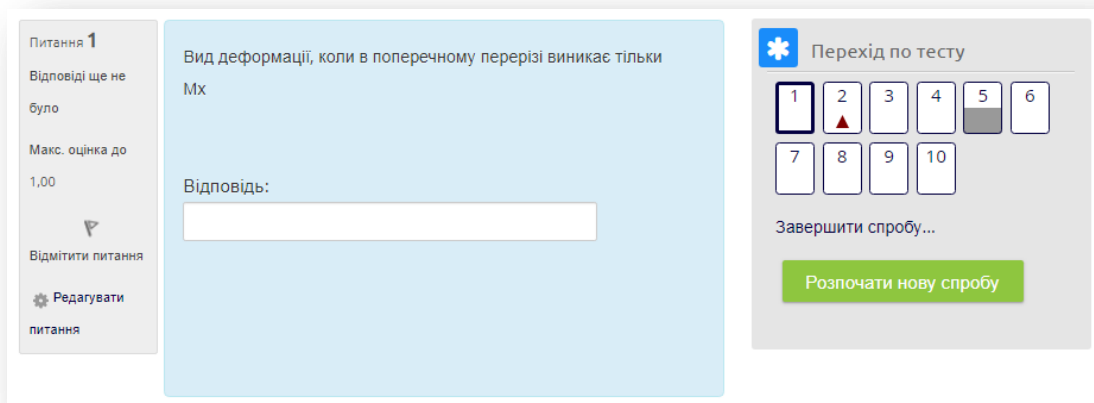 Питання 1
Відповіді ще не
було
Макс. оцінка до
1,00
Відмітити питання
Редагувати
питання
Вид деформації, коли в поперечному перерізі виникає тільки
Мх
Відповідь:
Перехід по тесту
1 2 3 4 5 6
7 8 9 10
Завершити спробу...
Розпочати нову спробу